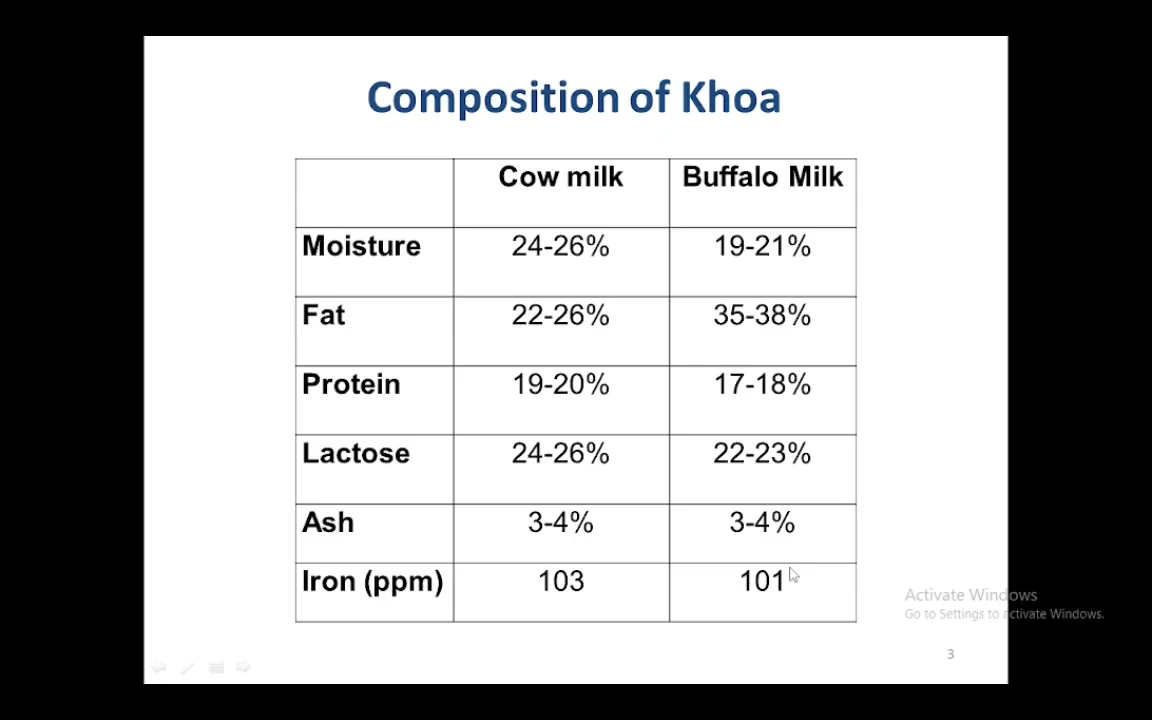 Composition of Khoa
Cow milk Buffalo Milk
Moisture 24-26% 19-21%
Fat 22-26% 35-38%
Protein 19-20% 17-18%
Lactose 24-26% 22-23%
Ash 3-4% 3-4%
Iron (ppm) 103 101
Activate Windows
Go to Settings to activate Windows.
3